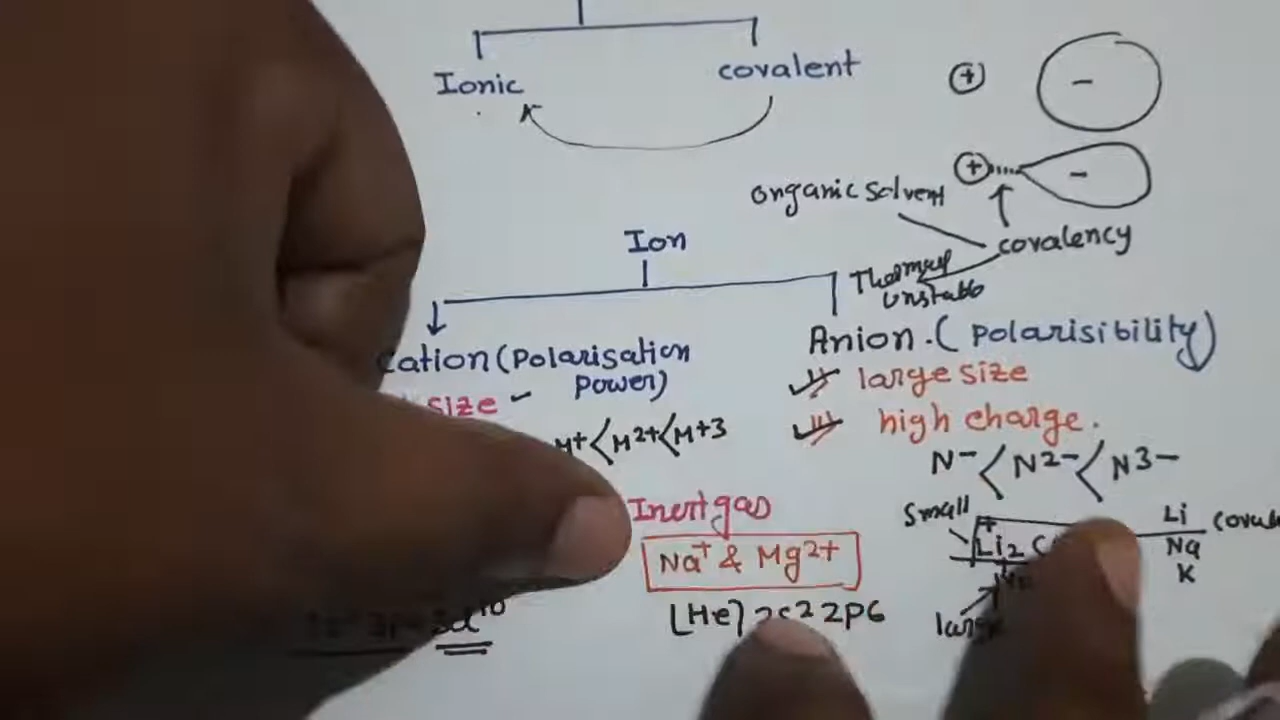 Ionic
covalent
+
-
+
-
organic solvent
covalency
Ion
unstable
Cation (Polarisation
Power)
size
Anion. ( Polarisibility)
large size
high charge.
M+ < M2+ < M+3
N- < N2- < N3-
Inert gas
Na+ & Mg2+
[He] 2s2 2P6
small
+
Li2 C
Li
Na
K